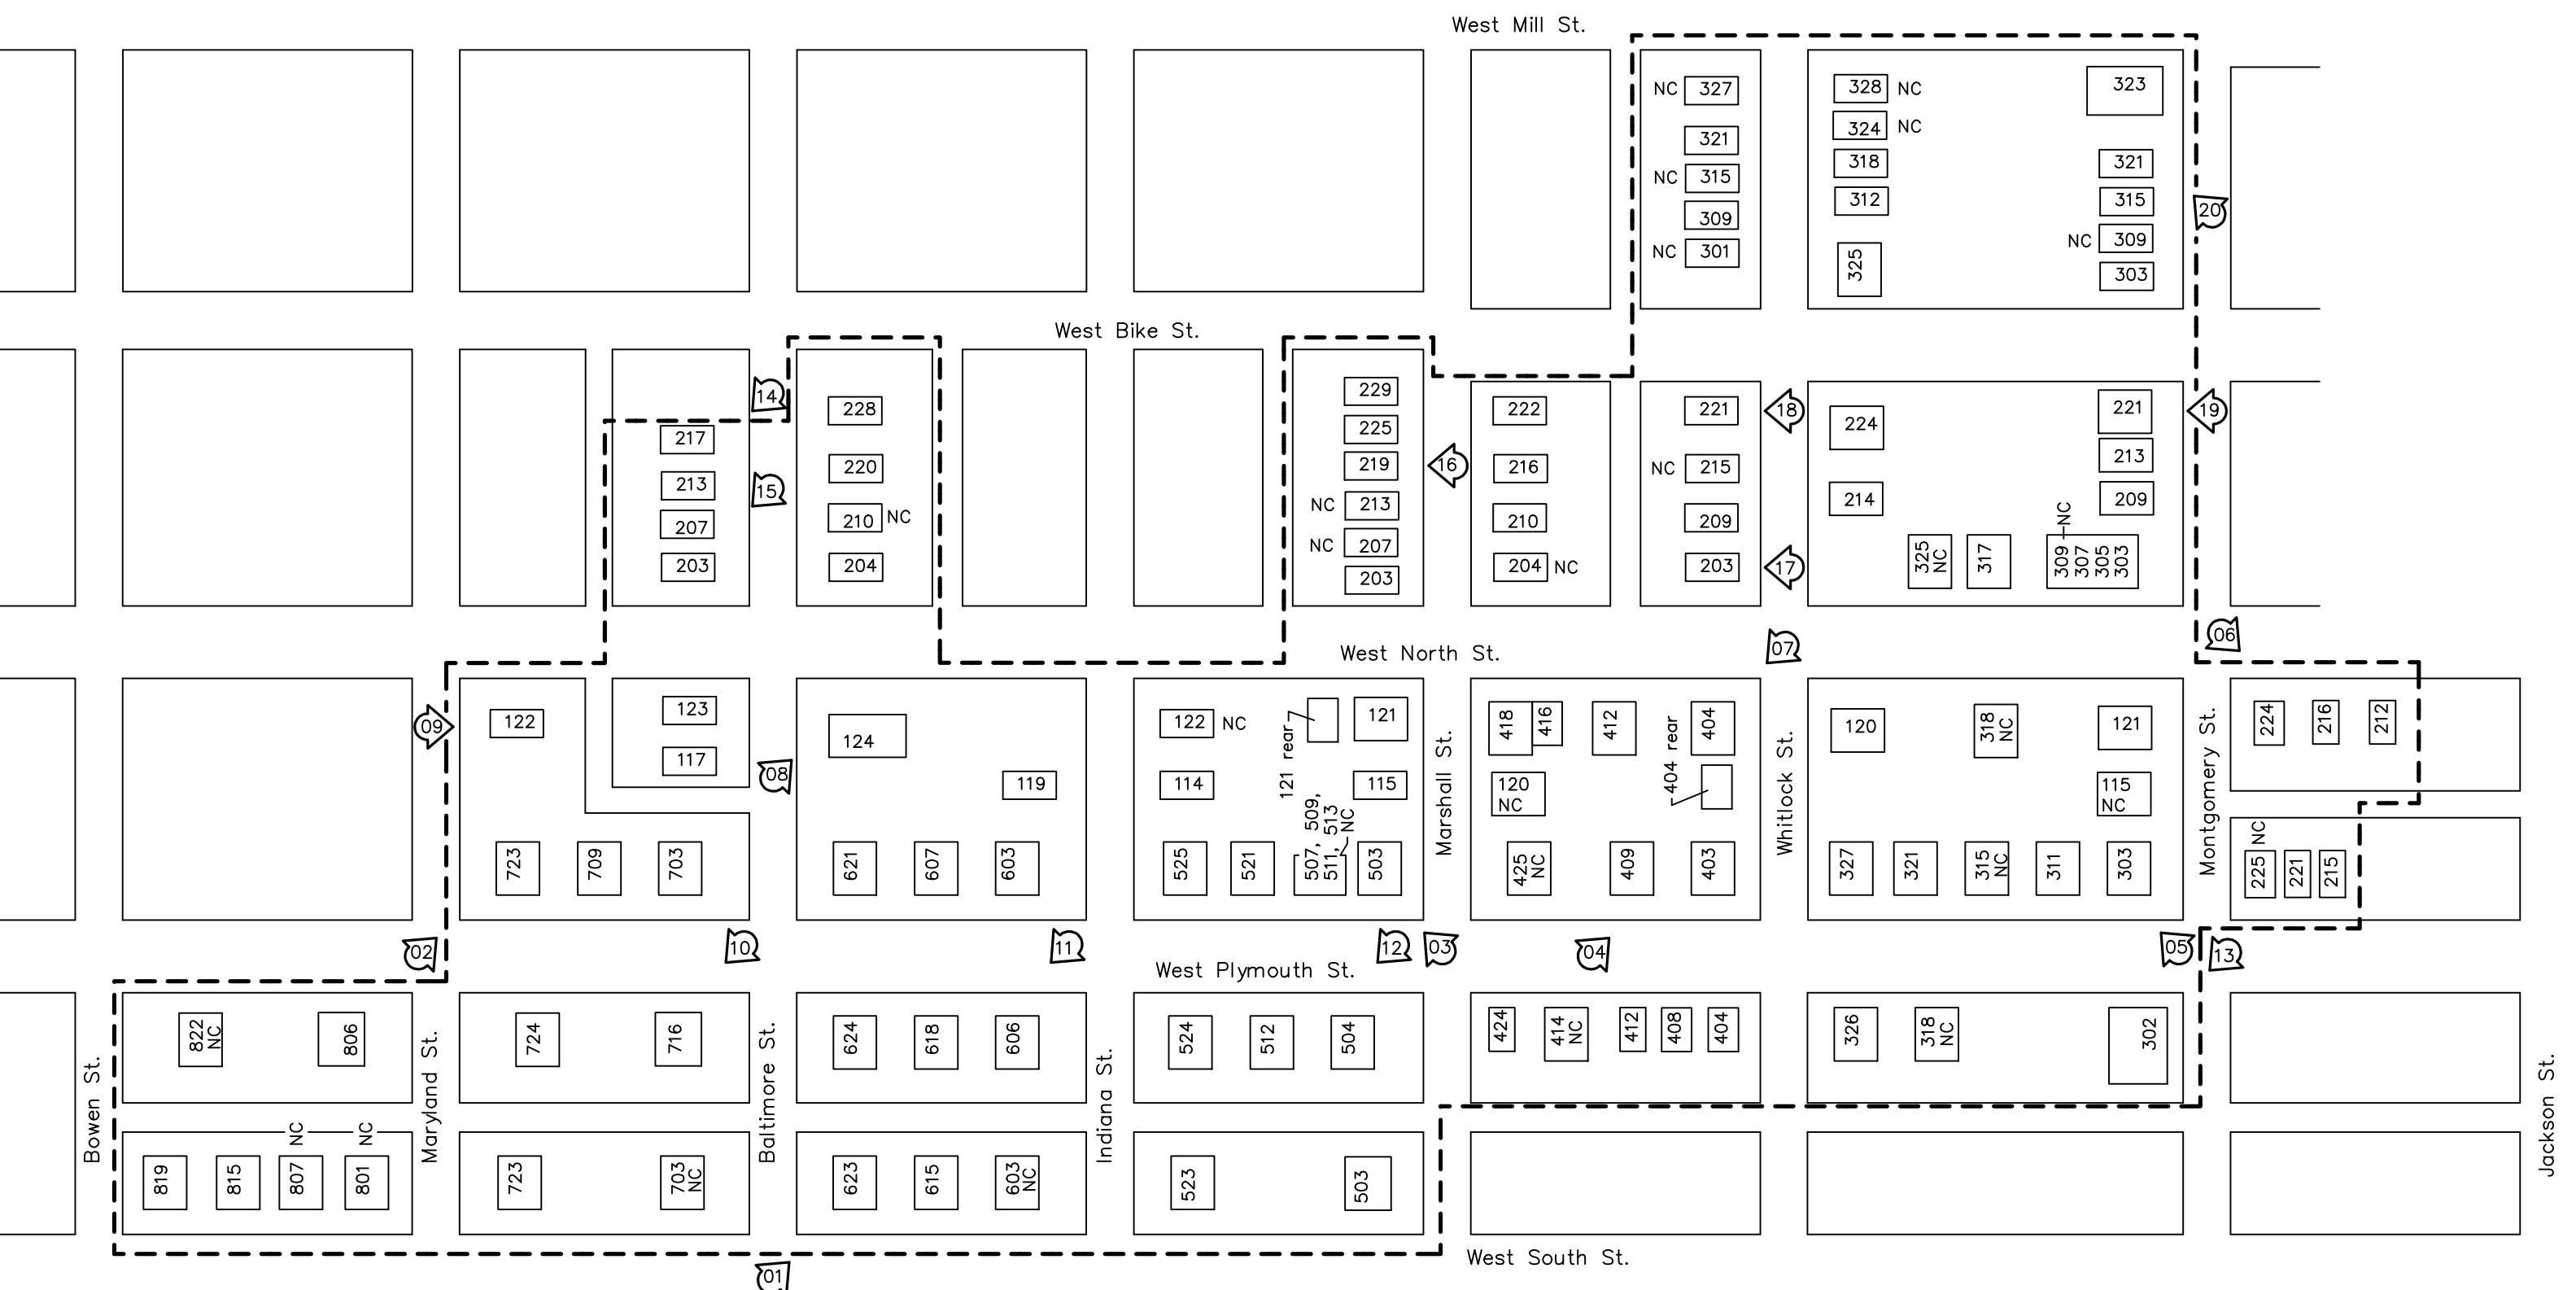 West Mill St.
NC 327
321
NC 315
309
NC 301
328 NC
324 NC
318
312
325
323
321
315
NC 309
303
20
West Bike St.
14
217
213
207
203
15
228
220
210 NC
204
229
225
219
NC 213
NC 207
203
16
222
216
210
204 NC
221
NC 215
209
203
18
17
224
214
325 NC
317
NC
309
307
305
303
221
213
209
19
06
West North St.
07
09
122
123
117
723
709
703
08
124
119
621
607
603
122 NC
114
121 rear
121
115
525
521
507, 509,
511, 513
NC
503
Marshall St.
418
416
412
404
404 rear
120
NC
425 NC
409
403
Whitlock St.
120
318 NC
121
115
NC
327
321
315 NC
311
303
Montgomery St.
224
216
212
NC
225
221
215
02
10
11
12
03
04
05
13
West Plymouth St.
Bowen St.
822 NC
806
NC
NC
819
815
807
801
Maryland St.
724
716
723
703 NC
Baltimore St.
624
618
606
623
615
603 NC
Indiana St.
524
512
504
523
503
424
414 NC
412
408
404
326
318 NC
302
Jackson St.
West South St.
01